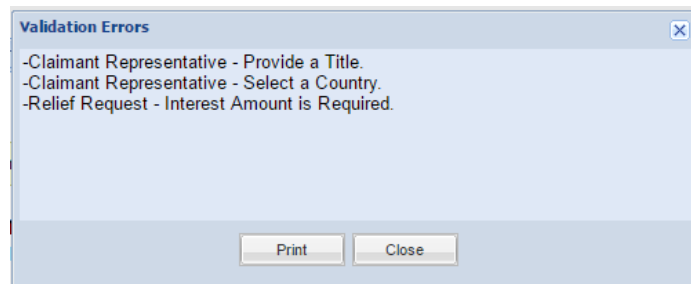 Validation Errors
-Claimant Representative - Provide a Title.
-Claimant Representative - Select a Country.
-Relief Request - Interest Amount is Required.
Print Close